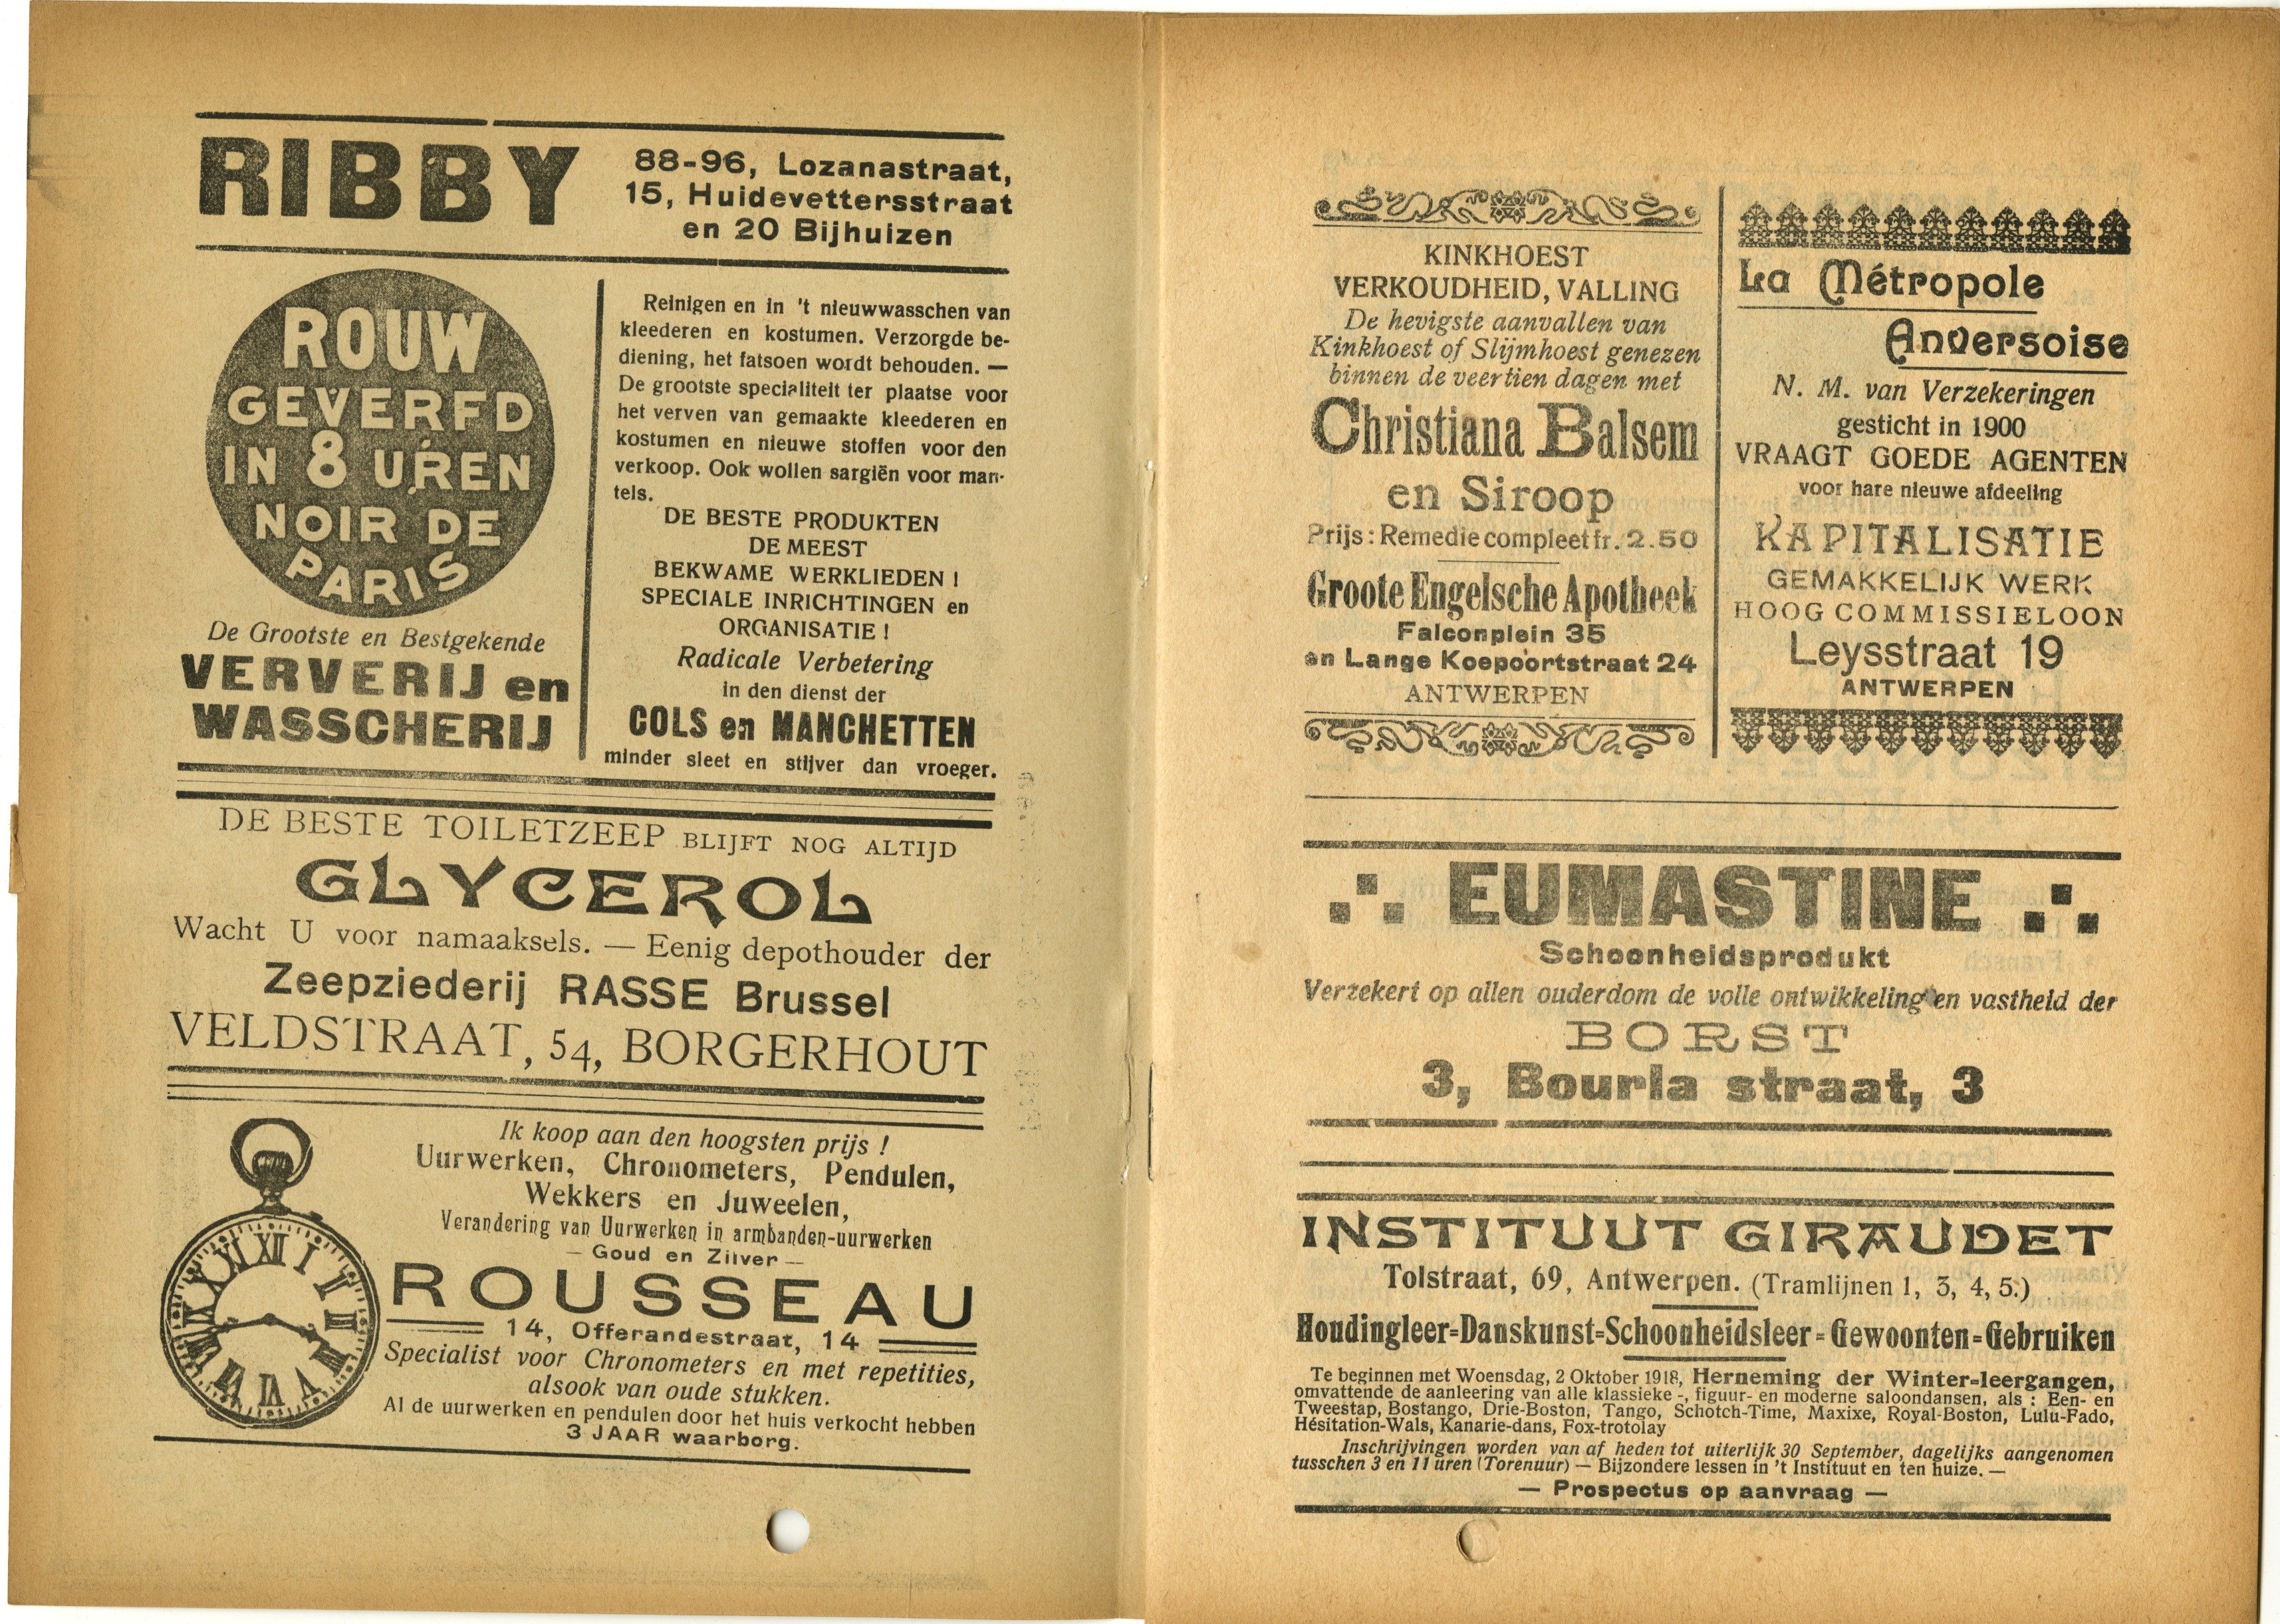 RIBBY
88-96, Lozanastraat,
15, Huidevettersstraat
en 20 Bijhuizen
ROUW
GEVERFD
IN 8 UREN
NOIR DE
PARIS
De Grootste en Bestgekende
VERVERIJ en
WASSCHERIJ
Reinigen en in 't nieuwwasschen van
kleederen en kostumen. Verzorgde be-
diening, het fatsoen wordt behouden. —
De grootste specialiteit ter plaatse voor
het verven van gemaakte kleederen en
kostumen en nieuwe stoffen voor den
verkoop. Ook wollen sargiën voor man-
tels.
DE BESTE PRODUKTEN
DE MEEST
BEKWAME WERKLIEDEN !
SPECIALE INRICHTINGEN en
ORGANISATIE !
Radicale Verbetering
in den dienst der
COLS en MANCHETTEN
minder sleet en stijver dan vroeger.
DE BESTE TOILETZEEP BLIJFT NOG ALTIJD
GLYCEROL
Wacht U voor namaaksels. — Eenig depothouder der
Zeepziederij RASSE Brussel
VELDSTRAAT, 54, BORGERHOUT
Ik koop aan den hoogsten prijs !
Uurwerken, Chronometers, Pendulen,
Wekkers en Juweelen,
Verandering van Uurwerken in armbanden-uurwerken
— Goud en Zilver —
ROUSSEAU
14, Offerandestraat, 14
Specialist voor Chronometers en met repetities,
alsook van oude stukken.
Al de uurwerken en pendulen door het huis verkocht hebben
3 JAAR waarborg.
XII I II III IIII V VI VII VIII IX X XI
KINKHOEST
VERKOUDHEID, VALLING
De hevigste aanvallen van
Kinkhoest of Slijmhoest genezen
binnen de veertien dagen met
Christiana Balsem
en Siroop
Prijs : Remedie compleet fr. 2.50
Groote Engelsche Apotheek
Falconplein 35
en Lange Koepoortstraat 24
ANTWERPEN
La Métropole
Anversoise
N. M. van Verzekeringen
gesticht in 1900
VRAAGT GOEDE AGENTEN
voor hare nieuwe afdeeling
KAPITALISATIE
GEMAKKELIJK WERK
HOOG COMMISSIELOON
Leysstraat 19
ANTWERPEN
EUMASTINE
Schoonheidsprodukt
Verzekert op allen ouderdom de volle ontwikkeling en vastheid der
BORST
3, Bourla straat, 3
INSTITUUT GIRAUDET
Tolstraat, 69, Antwerpen. (Tramlijnen 1, 3, 4, 5.)
Houdingleer=Danskunst=Schoonheidsleer=Gewoonten=Gebruiken
Te beginnen met Woensdag, 2 Oktober 1918, Herneming der Winter-leergangen,
omvattende de aanleering van alle klassieke -, figuur- en moderne saloondansen, als : Een- en
Tweestap, Bostango, Drie-Boston, Tango, Schotch-Time, Maxixe, Royal-Boston, Lulu-Fado,
Hésitation-Wals, Kanarie-dans, Fox-trotolay
Inschrijvingen worden van af heden tot uiterlijk 30 September, dagelijks aangenomen
tusschen 3 en 11 uren (Torenuur) — Bijzondere lessen in 't Instituut en ten huize. —
— Prospectus op aanvraag —